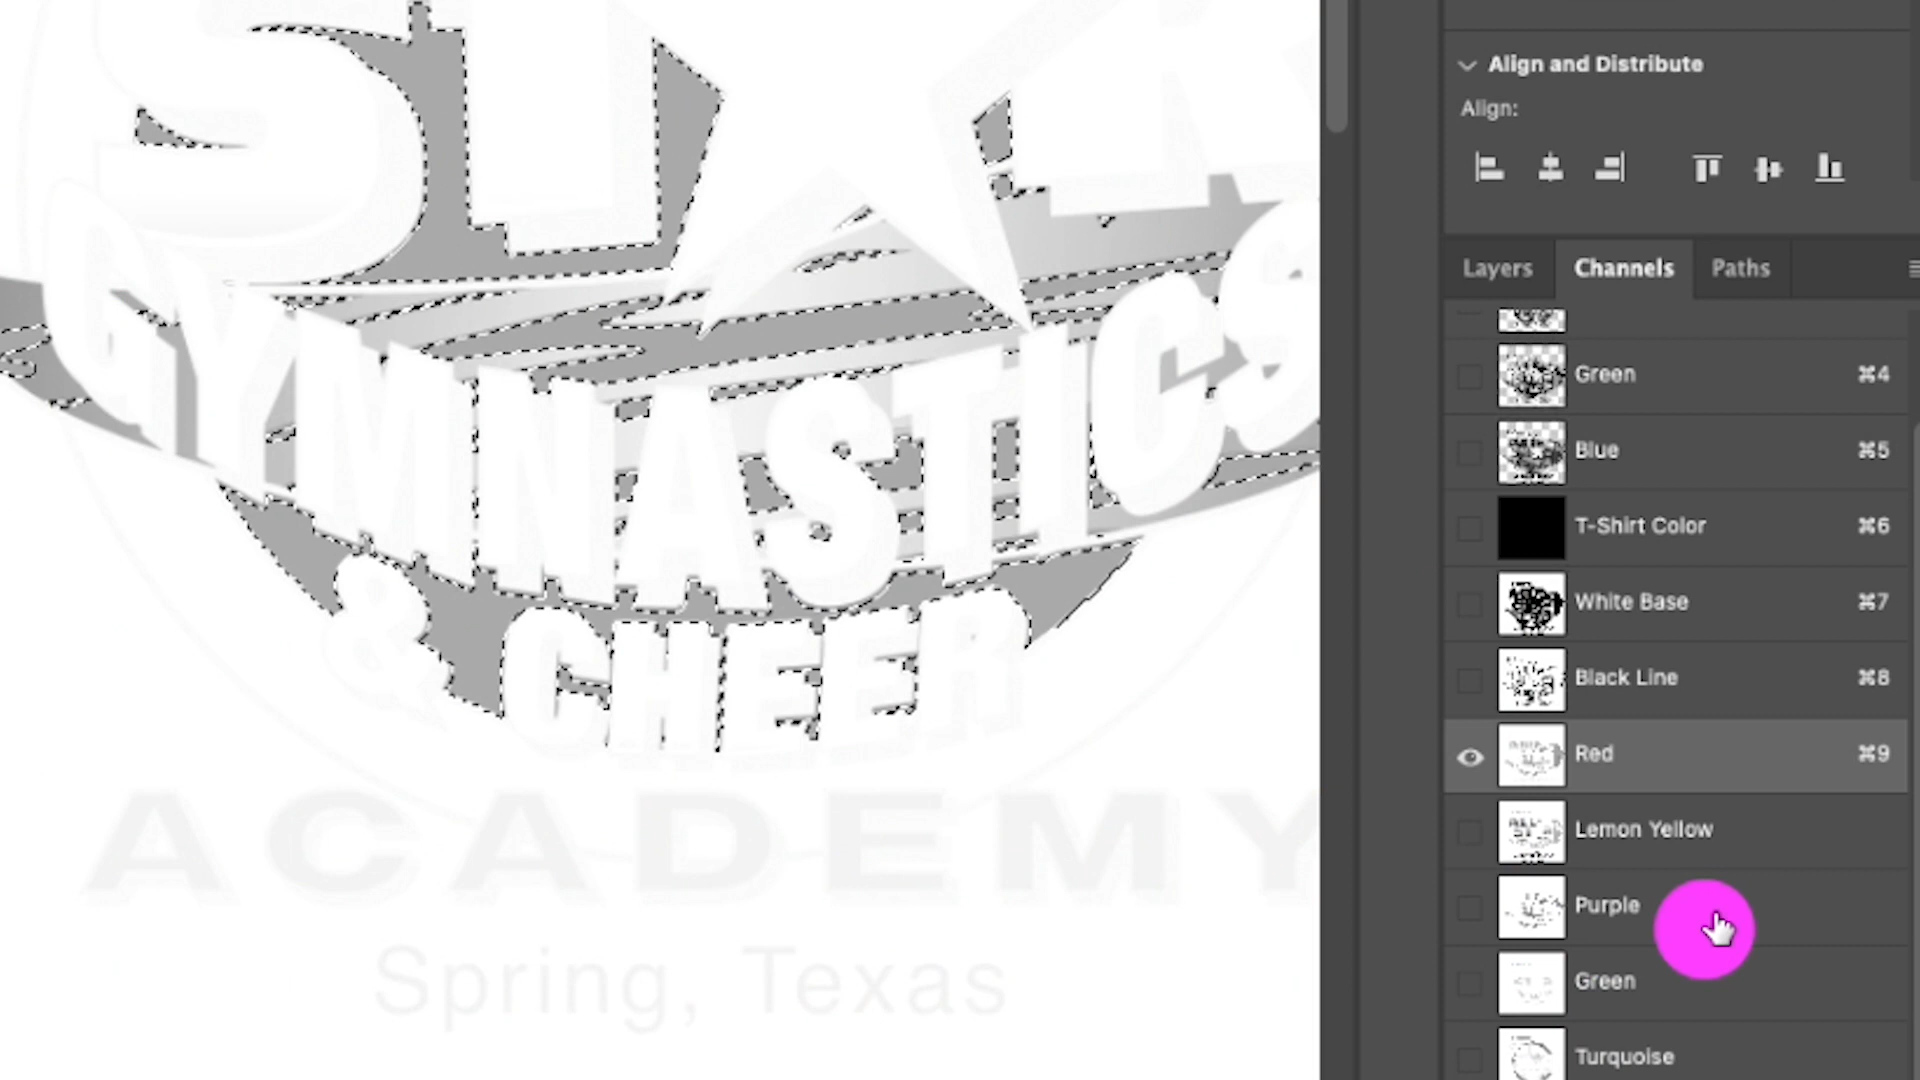 STAR
GYMNASTICS
& CHEER
ACADEMY
Spring, Texas
Align and Distribute
Align:
Layers Channels Paths
Green ⌘4
Blue ⌘5
T-Shirt Color ⌘6
White Base ⌘7
Black Line ⌘8
Red ⌘9
Lemon Yellow
Purple
Green
Turquoise